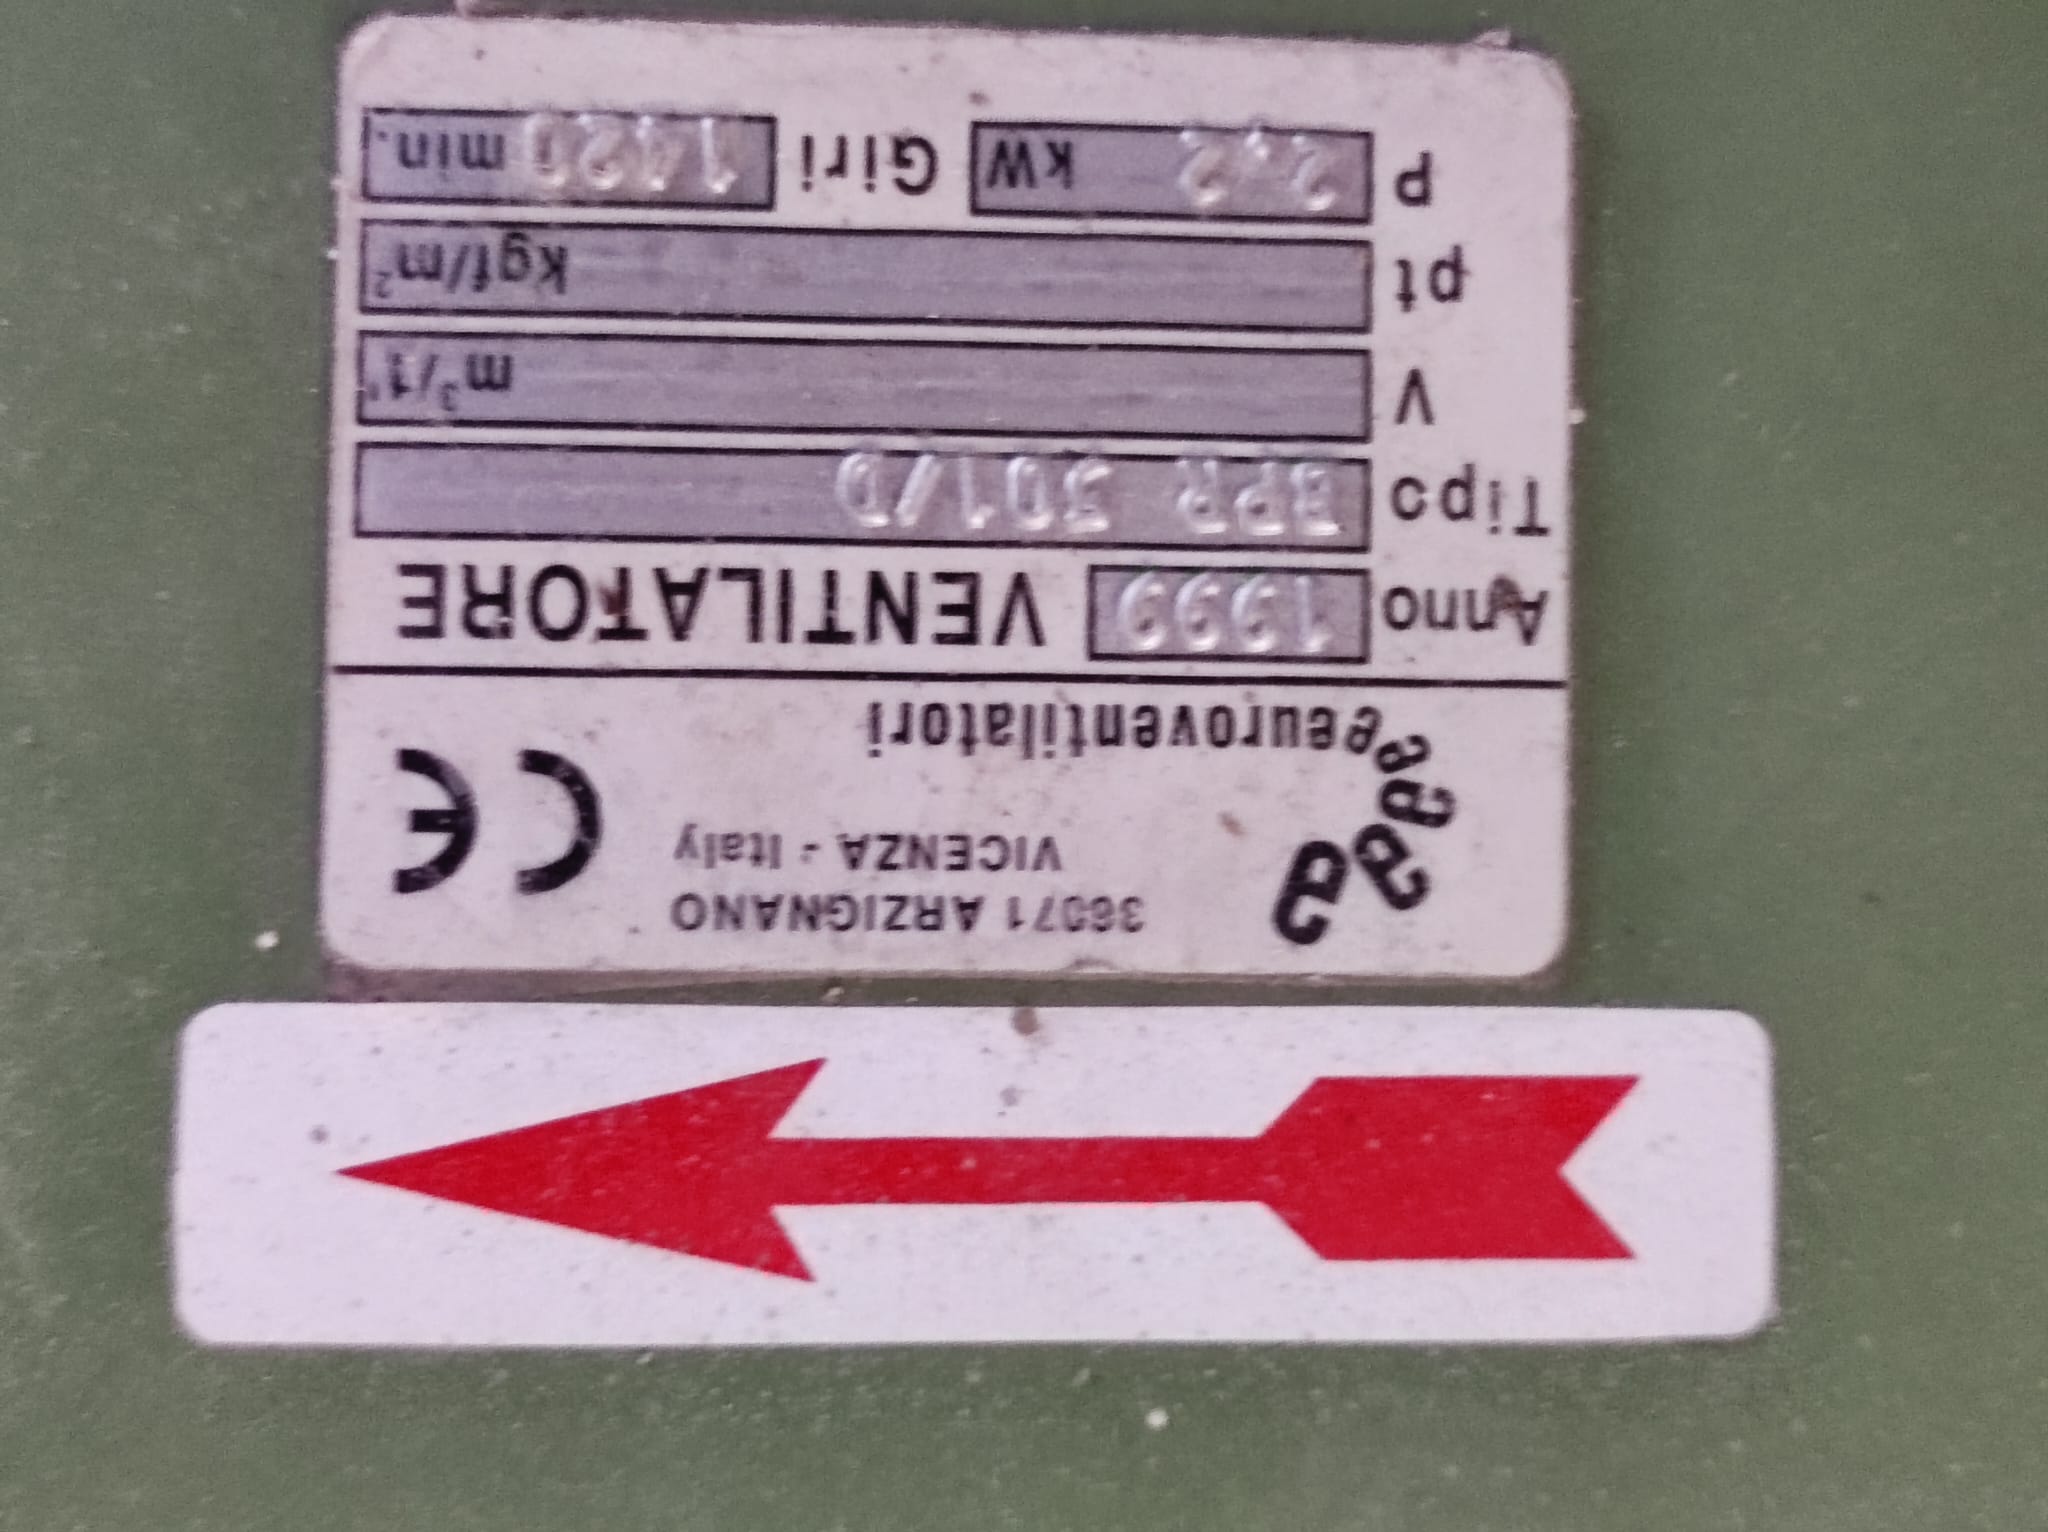 36071 ARZIGNANO
VICENZA - Italy
CE
euroventilatori
Anno 1999 VENTILATORE
Tipo BPR 301/D
V m³/1'
pt Kgf/m²
P 2,2 kW Giri 1420 min.